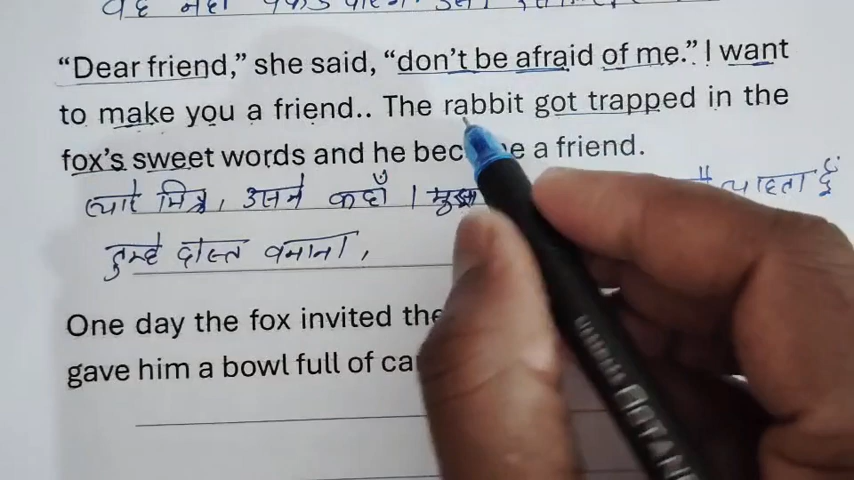 वह नहीं
“Dear friend,” she said, “don’t be afraid of me.” I want
to make you a friend.. The rabbit got trapped in the
fox’s sweet words and he bec e a friend.
प्यारे मित्र, उसने कहाँ । चाहता हूँ
तुम्हे दोस्त बनाना,
One day the fox invited the
gave him a bowl full of ca